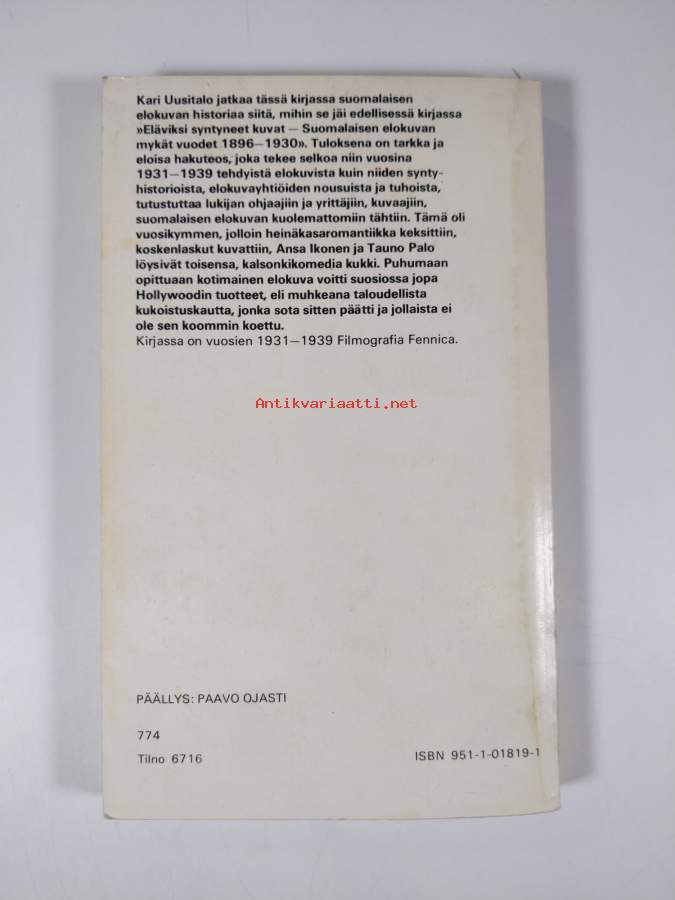 Kari Uusitalo jatkaa tässä kirjassa suomalaisen
elokuvan historiaa siitä, mihin se jäi edellisessä kirjassa
»Eläviksi syntyneet kuvat – Suomalaisen elokuvan
mykät vuodet 1896–1930». Tuloksena on tarkka ja
eloisa hakuteos, joka tekee selkoa niin vuosina
1931–1939 tehdyistä elokuvista kuin niiden synty-
historioista, elokuvayhtiöiden nousuista ja tuhoista,
tutustuttaa lukijan ohjaajiin ja yrittäjiin, kuvaajiin,
suomalaisen elokuvan kuolemattomiin tähtiin. Tämä oli
vuosikymmen, jolloin heinäkasaromantiikka keksittiin,
koskenlaskut kuvattiin, Ansa Ikonen ja Tauno Palo
löysivät toisensa, kalsonkikomedia kukki. Puhumaan
opittuaan kotimainen elokuva voitti suosiossa jopa
Hollywoodin tuotteet, eli muhkeana taloudellista
kukoistuskautta, jonka sota sitten päätti ja jollaista ei
ole sen koommin koettu.
Kirjassa on vuosien 1931–1939 Filmografia Fennica.
Antikvariaatti.net
PÄÄLLYS: PAAVO OJASTI
774
Tilno 6716
ISBN 951-1-01819-1